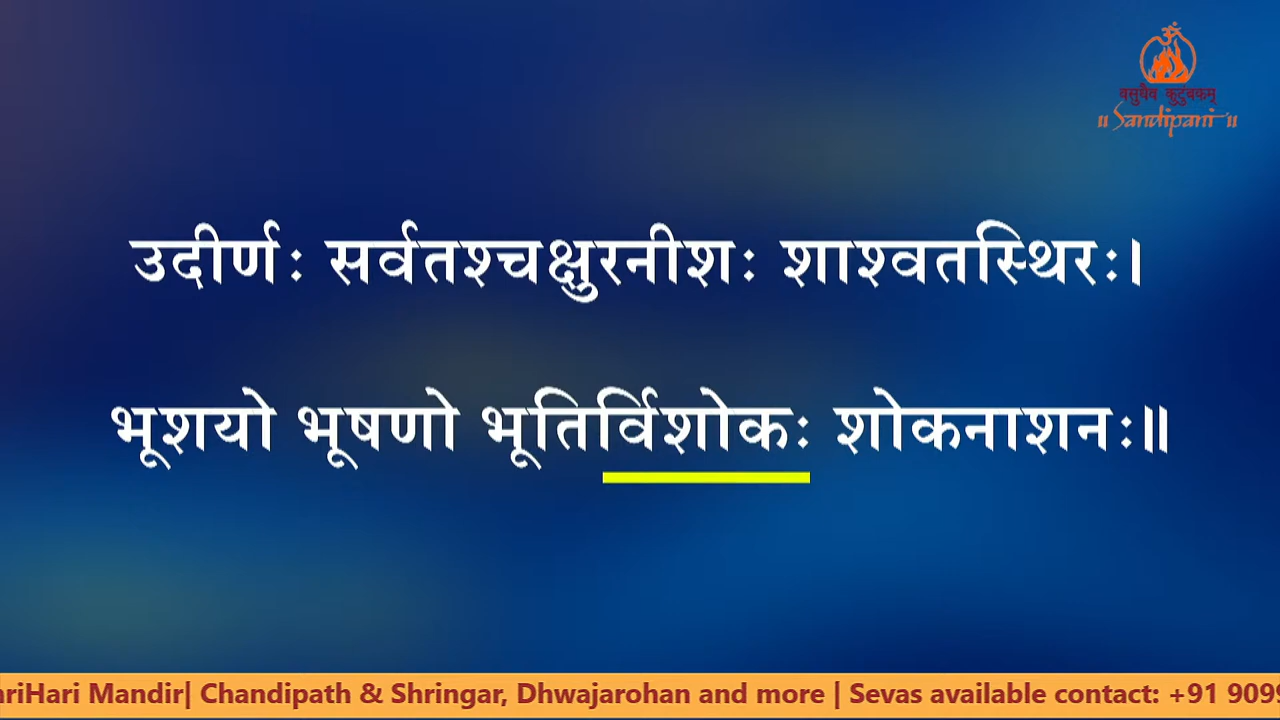 ॐ
वसुधैव कुटुंबकम्
॥ Sandipani ॥
उदीर्णः सर्वतश्चक्षुरनीशः शाश्वतस्थिरः।
भूशयो भूषणो भूतिर्विशोकः शोकनाशनः॥
ariHari Mandir| Chandipath & Shringar, Dhwajarohan and more | Sevas available contact: +91 909